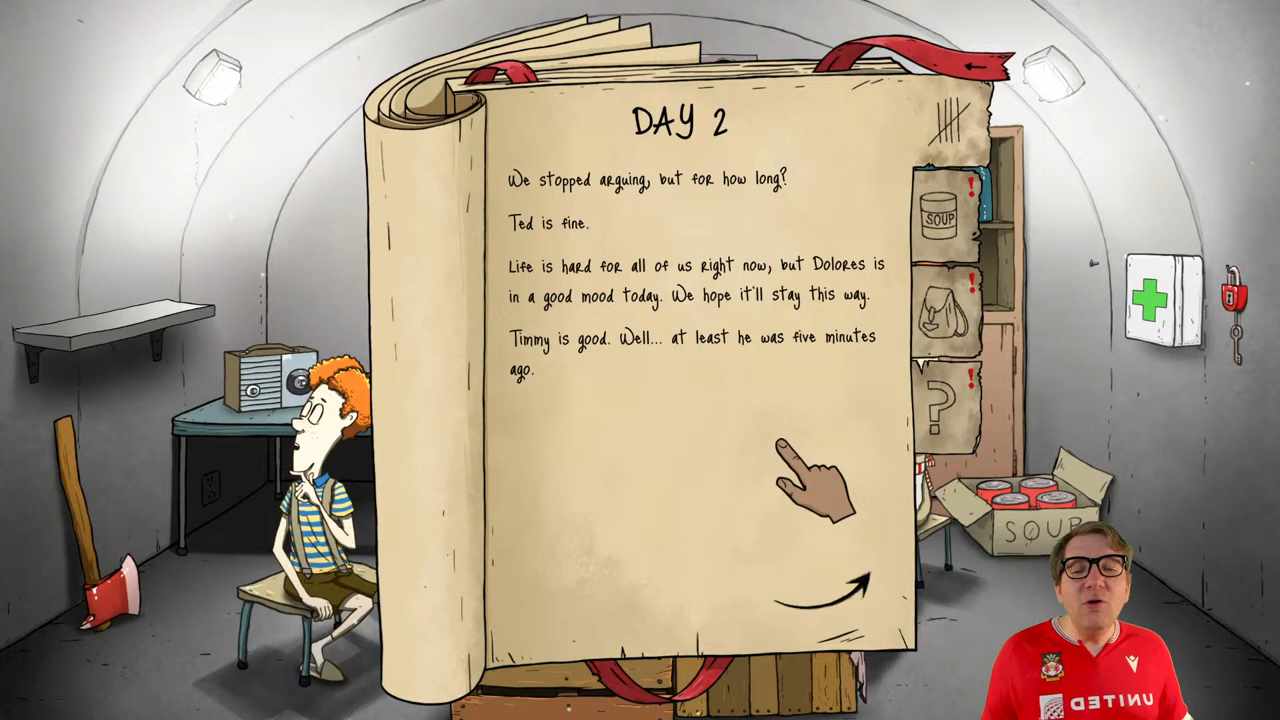 DAY 2
We stopped arguing, but for how long?
Ted is fine.
Life is hard for all of us right now, but Dolores is
in a good mood today. We hope it'll stay this way.
Timmy is good. Well... at least he was five minutes
ago.
!
SOUP
!
!
?
SOUP
UNITED